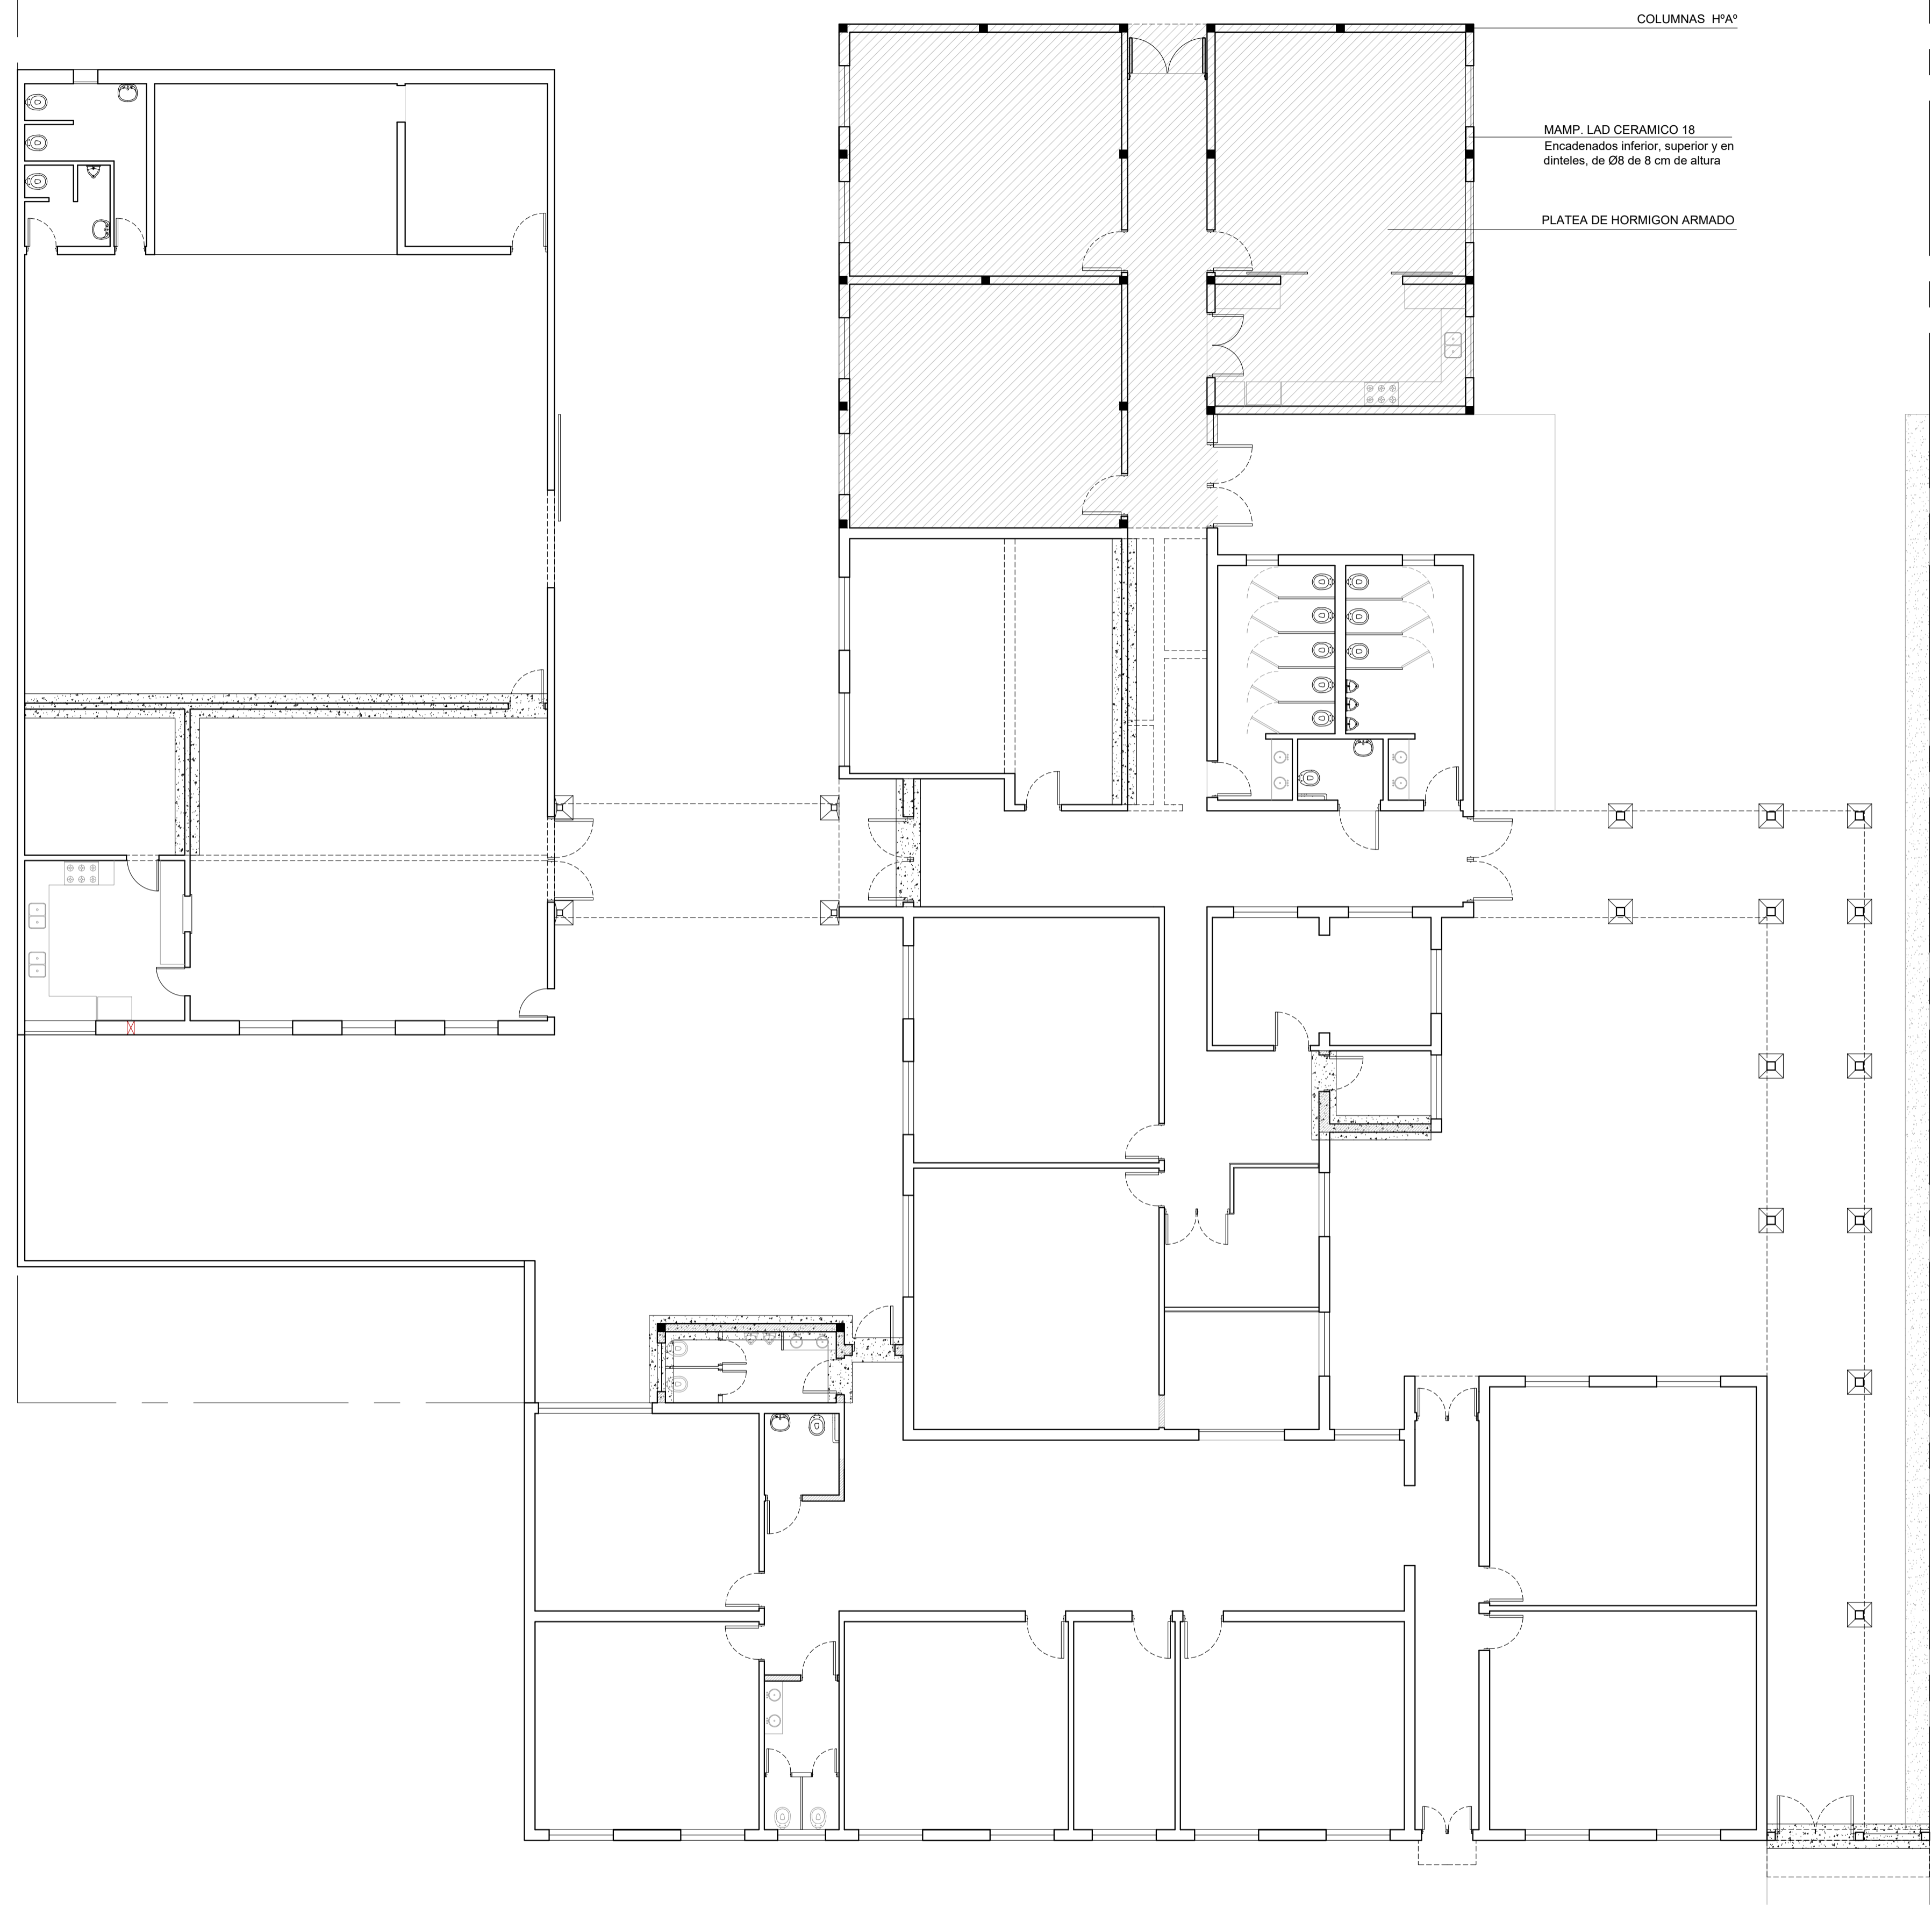 COLUMNAS HºAº
MAMP. LAD CERAMICO 18
Encadenados inferior, superior y en
dinteles, de Ø8 de 8 cm de altura
PLATEA DE HORMIGON ARMADO